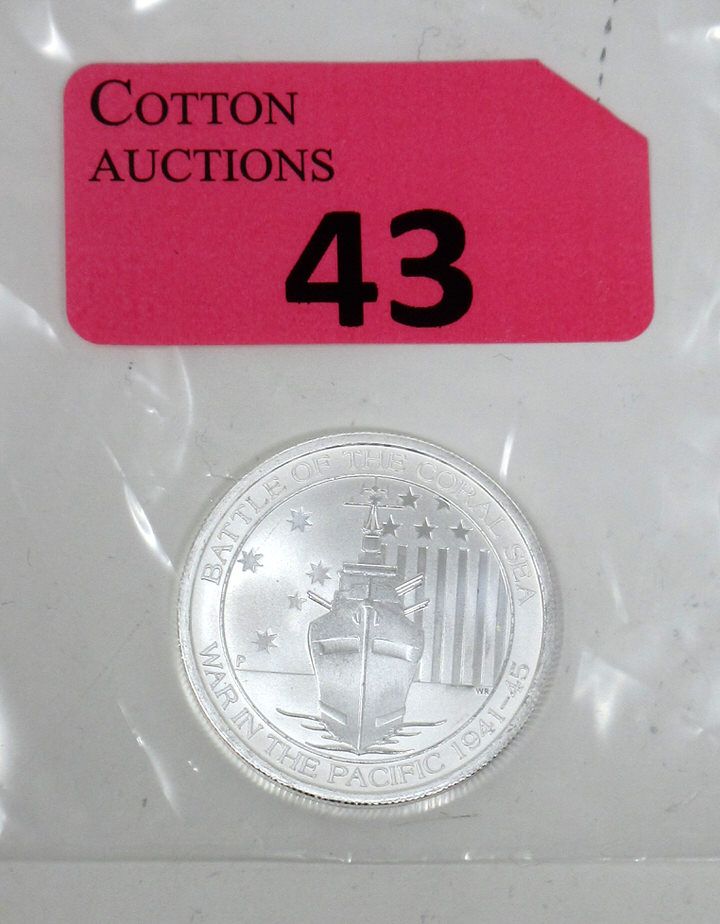 COTTON
AUCTIONS
43
BATTLE OF THE CORAL SEA
P
WR
WAR IN THE PACIFIC 1941-45